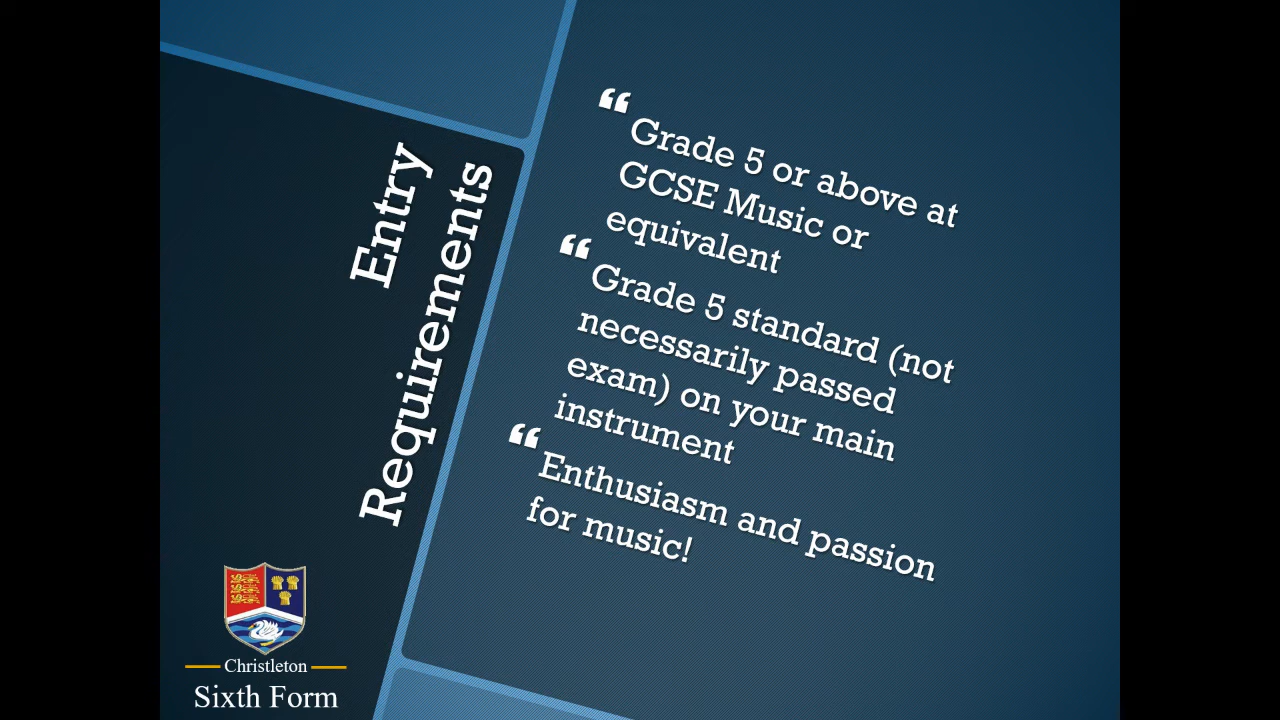 Entry
Requirements
❝Grade 5 or above at
GCSE Music or
equivalent
❝Grade 5 standard (not
necessarily passed
exam) on your main
instrument
❝Enthusiasm and passion
for music!
Christleton
Sixth Form